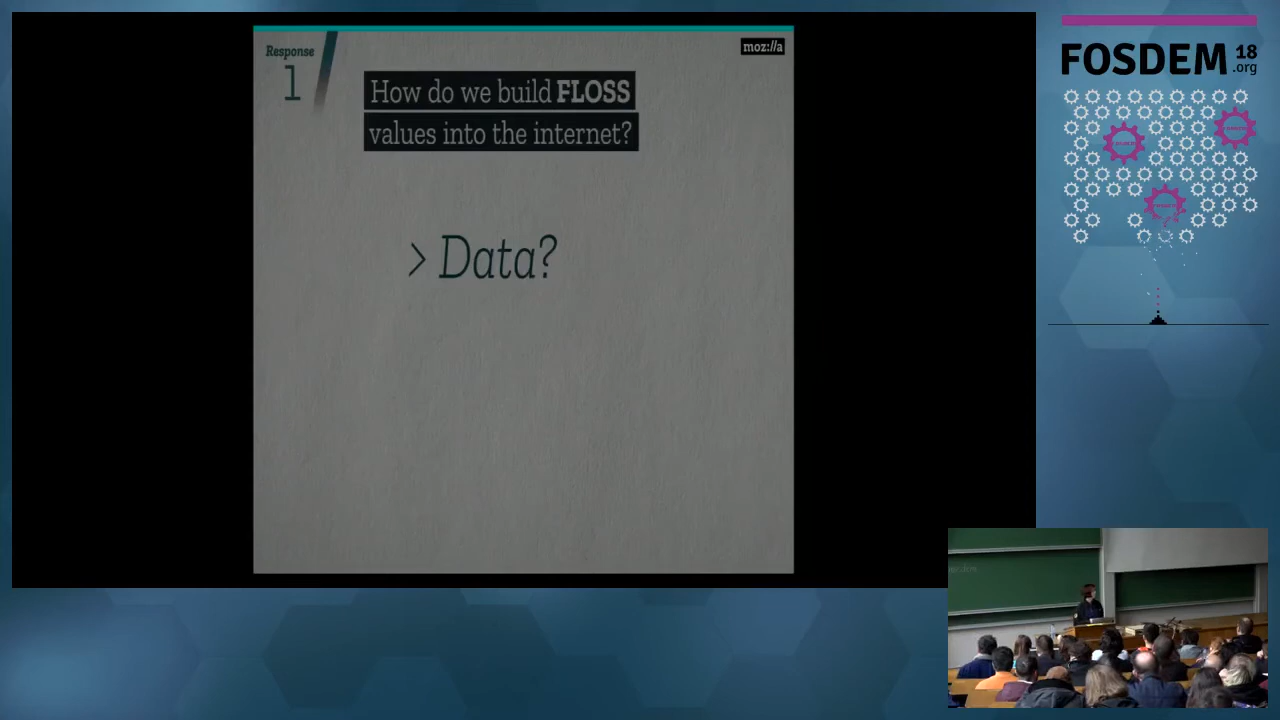 Response
1
moz://a
How do we build FLOSS
values into the internet?
> Data?
FOSDEM 18
.org